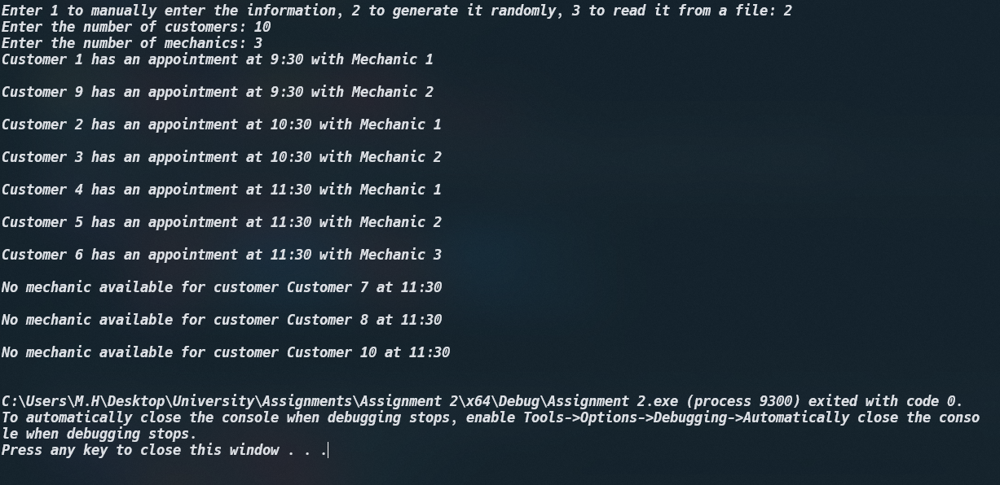 Enter 1 to manually enter the information, 2 to generate it randomly, 3 to read it from a file: 2
Enter the number of customers: 10
Enter the number of mechanics: 3
Customer 1 has an appointment at 9:30 with Mechanic 1
Customer 9 has an appointment at 9:30 with Mechanic 2
Customer 2 has an appointment at 10:30 with Mechanic 1
Customer 3 has an appointment at 10:30 with Mechanic 2
Customer 4 has an appointment at 11:30 with Mechanic 1
Customer 5 has an appointment at 11:30 with Mechanic 2
Customer 6 has an appointment at 11:30 with Mechanic 3
No mechanic available for customer Customer 7 at 11:30
No mechanic available for customer Customer 8 at 11:30
No mechanic available for customer Customer 10 at 11:30
C:\Users\M.H\Desktop\University\Assignments\Assignment 2\x64\Debug\Assignment 2.exe (process 9300) exited with code 0.
To automatically close the console when debugging stops, enable Tools->Options->Debugging->Automatically close the conso
le when debugging stops.
Press any key to close this window . . .